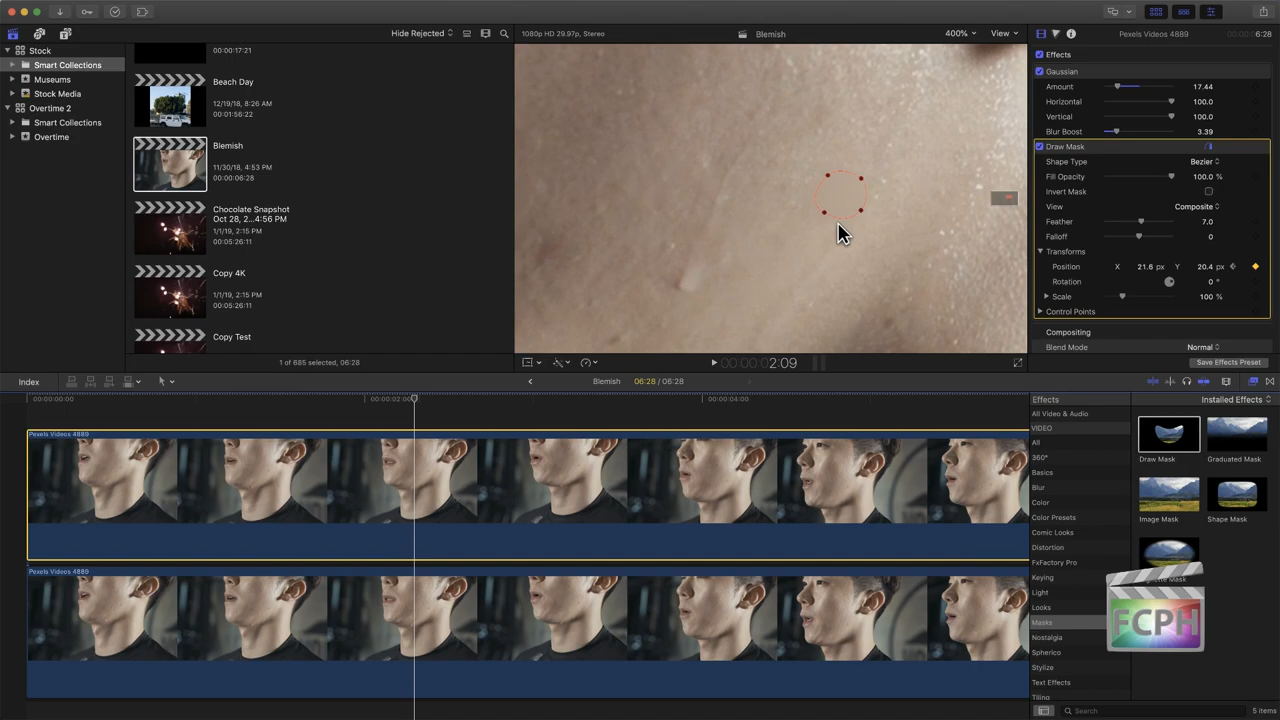 Hide Rejected
1080p HD 29.97p, Stereo
Blemish
400%
View
Pexels Videos 4889
6:28
Stock
Smart Collections
Museums
Stock Media
Overtime 2
Smart Collections
Overtime
00:00:17:21
Beach Day
12/19/18, 8:26 AM
00:01:56:22
Blemish
11/30/18, 4:53 PM
00:00:06:28
Chocolate Snapshot
Oct 28, 2...4:56 PM
1/1/19, 2:15 PM
00:05:26:11
Copy 4K
1/1/19, 2:15 PM
00:05:26:11
Copy Test
1 of 685 selected, 06:28
00:00:00 2:09
Effects
Gaussian
Amount 17.44
Horizontal 100.0
Vertical 100.0
Blur Boost 3.39
Draw Mask
Shape Type Bezier
Fill Opacity 100.0 %
Invert Mask
View Composite
Feather 7.0
Falloff 0
Transforms
Position X 21.6 px Y 20.4 px
Rotation 0 °
Scale 100 %
Control Points
Compositing
Blend Mode Normal
Save Effects Preset
Index
Blemish
06:28 / 06:28
00:00:00:00
00:00:02:00
00:00:04:00
Pexels Videos 4889
Pexels Videos 4889
Effects
Installed Effects
All Video & Audio
VIDEO
All
360°
Basics
Blur
Color
Color Presets
Comic Looks
Distortion
FxFactory Pro
Keying
Light
Looks
Masks
Nostalgia
Spherico
Stylize
Text Effects
Tiling
Draw Mask
Graduated Mask
Image Mask
Shape Mask
Mask
FCPH
Search
5 items